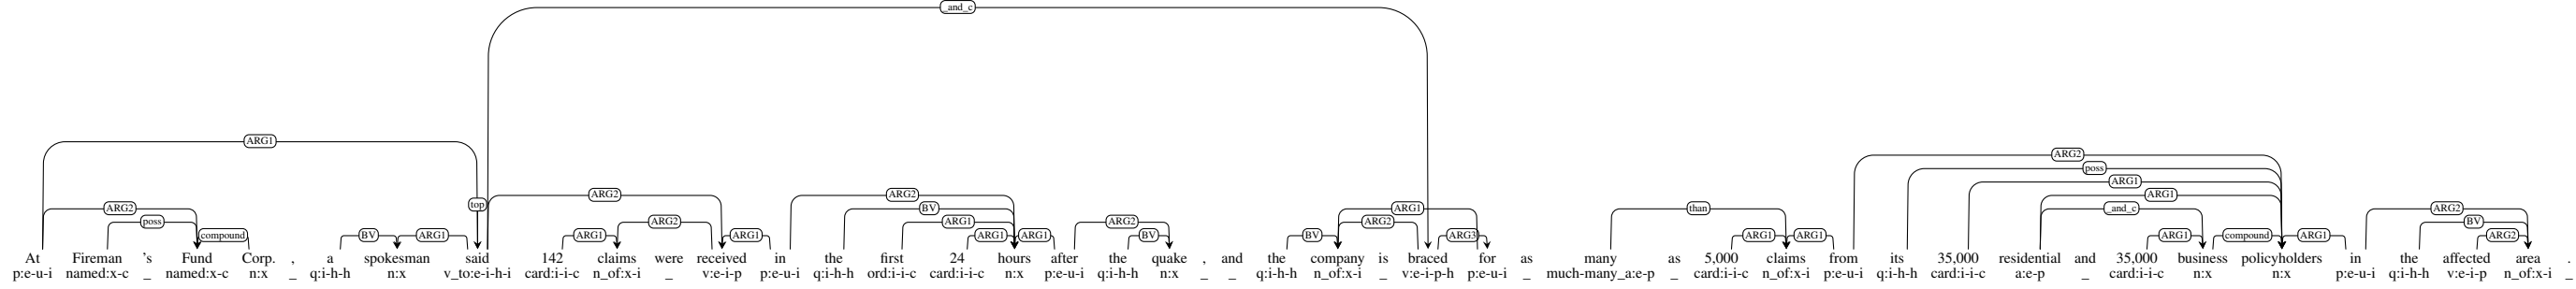 _and_c
ARG1 ARG2 poss
top ARG2 ARG2 ARG1 ARG1
ARG2 BV ARG1 than _and_c ARG2
poss ARG2 ARG1 ARG2 ARG2 BV
compound BV ARG1 ARG1 ARG1 ARG1 ARG1 BV BV ARG3 ARG1 ARG1 ARG1 compound ARG1 ARG2
At Fireman 's Fund Corp. , a spokesman said 142 claims were received in the first 24 hours after the quake , and the company is braced for as many as 5,000 claims from its 35,000 residential and 35,000 business policyholders in the affected area .
p:e-u-i named:x-c _ named:x-c n:x _ q:i-h-h n:x v_to:e-i-h-i card:i-i-c n_of:x-i _ v:e-i-p p:e-u-i q:i-h-h ord:i-i-c card:i-i-c n:x p:e-u-i q:i-h-h n:x _ _ q:i-h-h n_of:x-i _ v:e-i-p-h p:e-u-i _ much-many_a:e-p _ card:i-i-c n_of:x-i p:e-u-i q:i-h-h card:i-i-c a:e-p _ card:i-i-c n:x n:x p:e-u-i q:i-h-h v:e-i-p n_of:x-i _